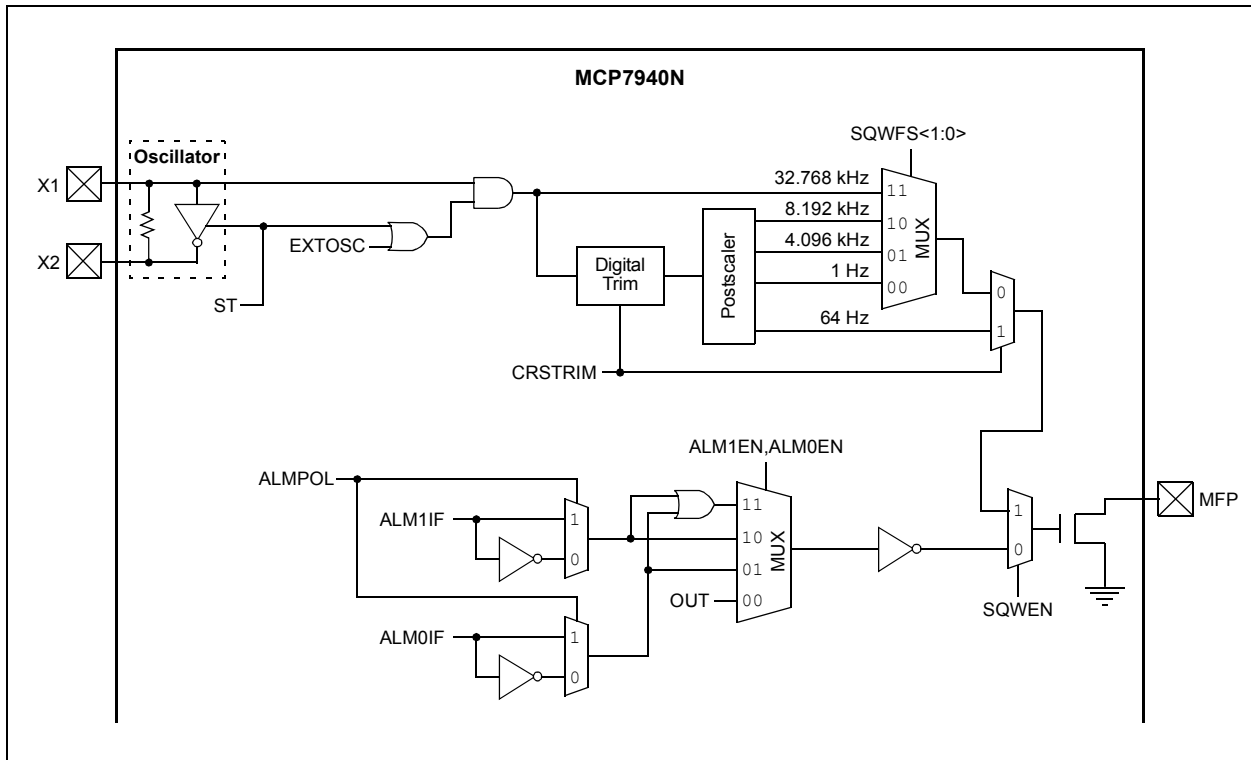 MCP7940N
SQWFS<1:0>
Oscillator
X1
32.768 kHz
11
8.192 kHz
10
4.096 kHz
01
1 Hz
00
MUX
EXTOSC
X2
Digital
Trim
Postscaler
ST
0
64 Hz
1
CRSTRIM
ALM1EN,ALM0EN
ALMPOL
ALM1IF
1
0
11
10
01
OUT
00
MUX
1
0
MFP
SQWEN
ALM0IF
1
0